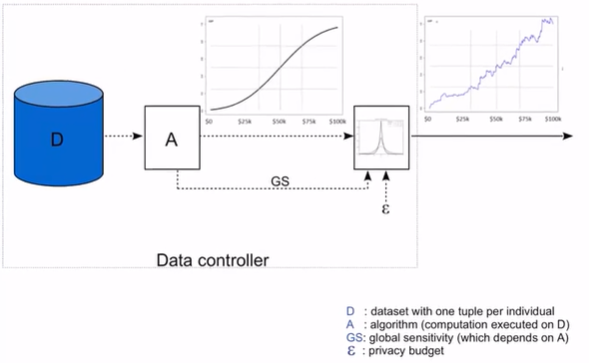 D
A
$0 $25k $50k $75k $100k
$0 $25k $50k $75k $100k
GS
ε
Data controller
D : dataset with one tuple per individual
A : algorithm (computation executed on D)
GS: global sensitivity (which depends on A)
ε : privacy budget